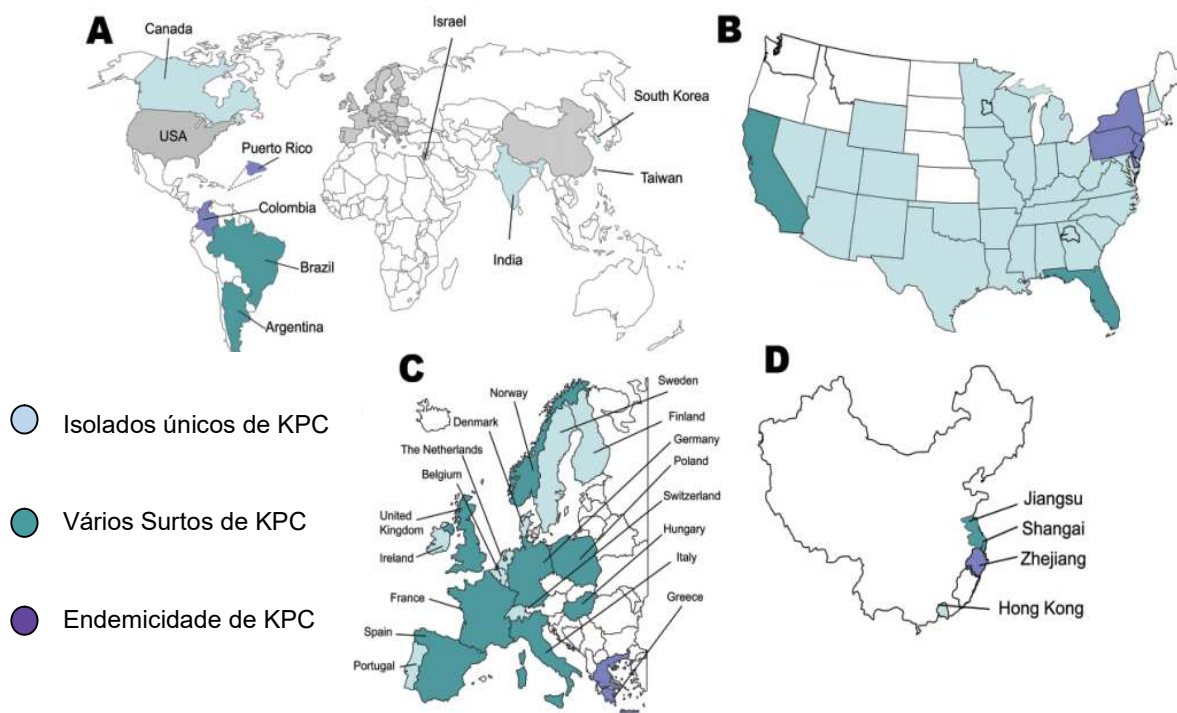 A
Canada
USA
Puerto Rico
Colombia
Brazil
Argentina
Israel
South Korea
Taiwan
India
B
Isolados únicos de KPC
Vários Surtos de KPC
Endemicidade de KPC
C
Norway
Denmark
The Netherlands
Belgium
United
Kingdom
Ireland
France
Spain
Portugal
Sweden
Finland
Germany
Poland
Switzerland
Hungary
Italy
Greece
D
Jiangsu
Shangai
Zhejiang
Hong Kong